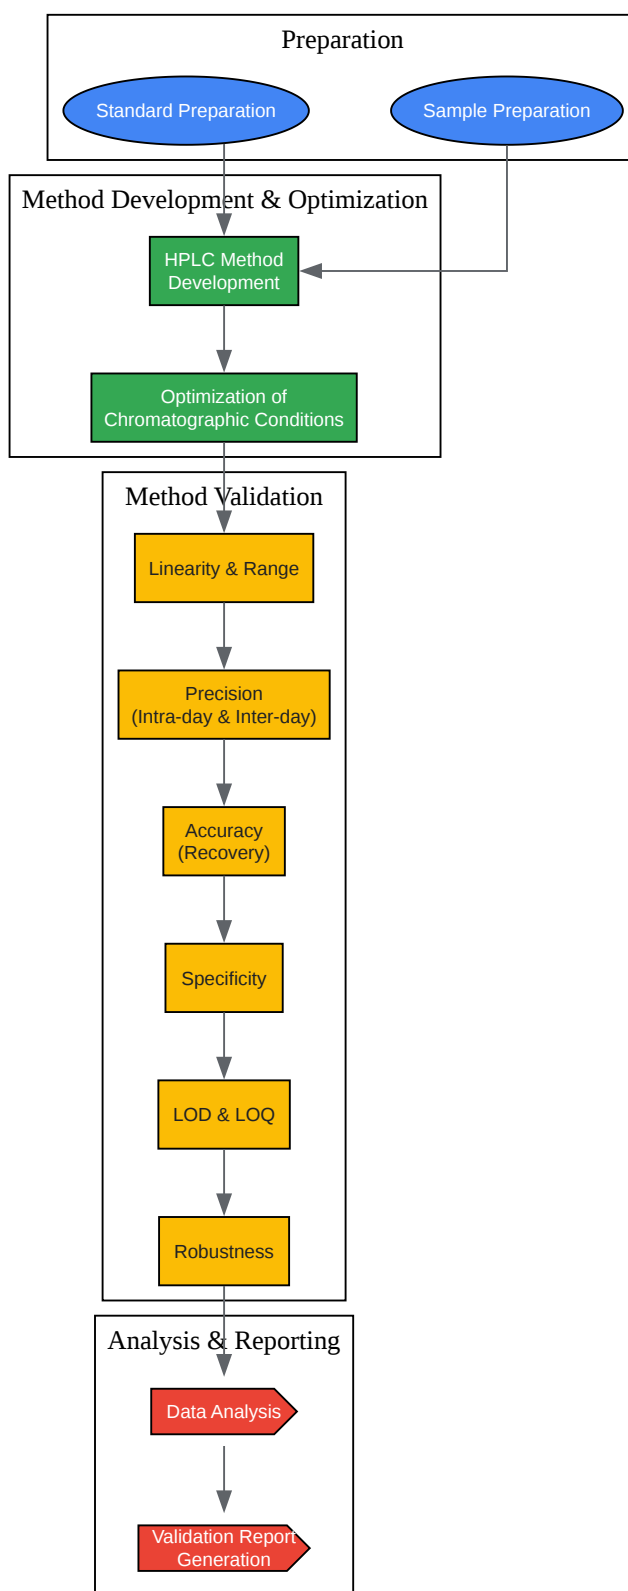 Preparation
Standard Preparation
Sample Preparation
Method Development & Optimization
HPLC Method
Development
Optimization of
Chromatographic Conditions
Method Validation
Linearity & Range
Precision
(Intra-day & Inter-day)
Accuracy
(Recovery)
Specificity
LOD & LOQ
Robustness
Analysis & Reporting
Data Analysis
Validation Report
Generation